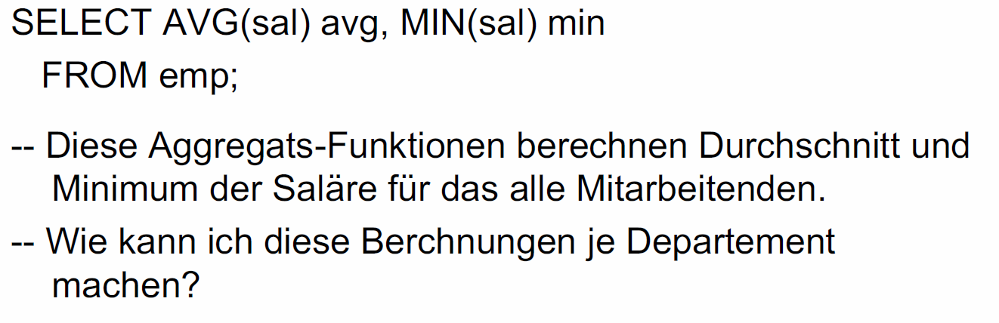 SELECT AVG(sal) avg, MIN(sal) min
FROM emp;
-- Diese Aggregats-Funktionen berechnen Durchschnitt und
Minimum der Saläre für das alle Mitarbeitenden.
-- Wie kann ich diese Berchnungen je Departement
machen?